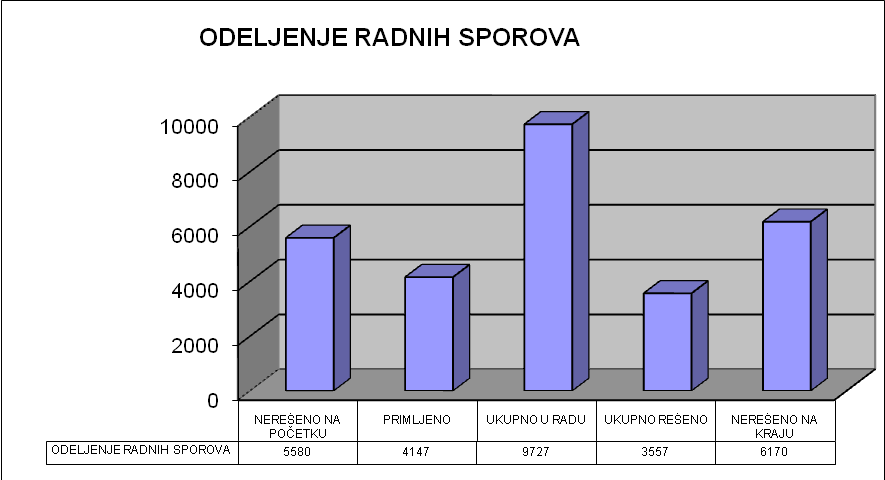 ODELJENJE RADNIH SPOROVA
10000
8000
6000
4000
2000
0
NEREŠENO NA POČETKU
PRIMLJENO
UKUPNO U RADU
UKUPNO REŠENO
NEREŠENO NA KRAJU
ODELJENJE RADNIH SPOROVA 5580 4147 9727 3557 6170